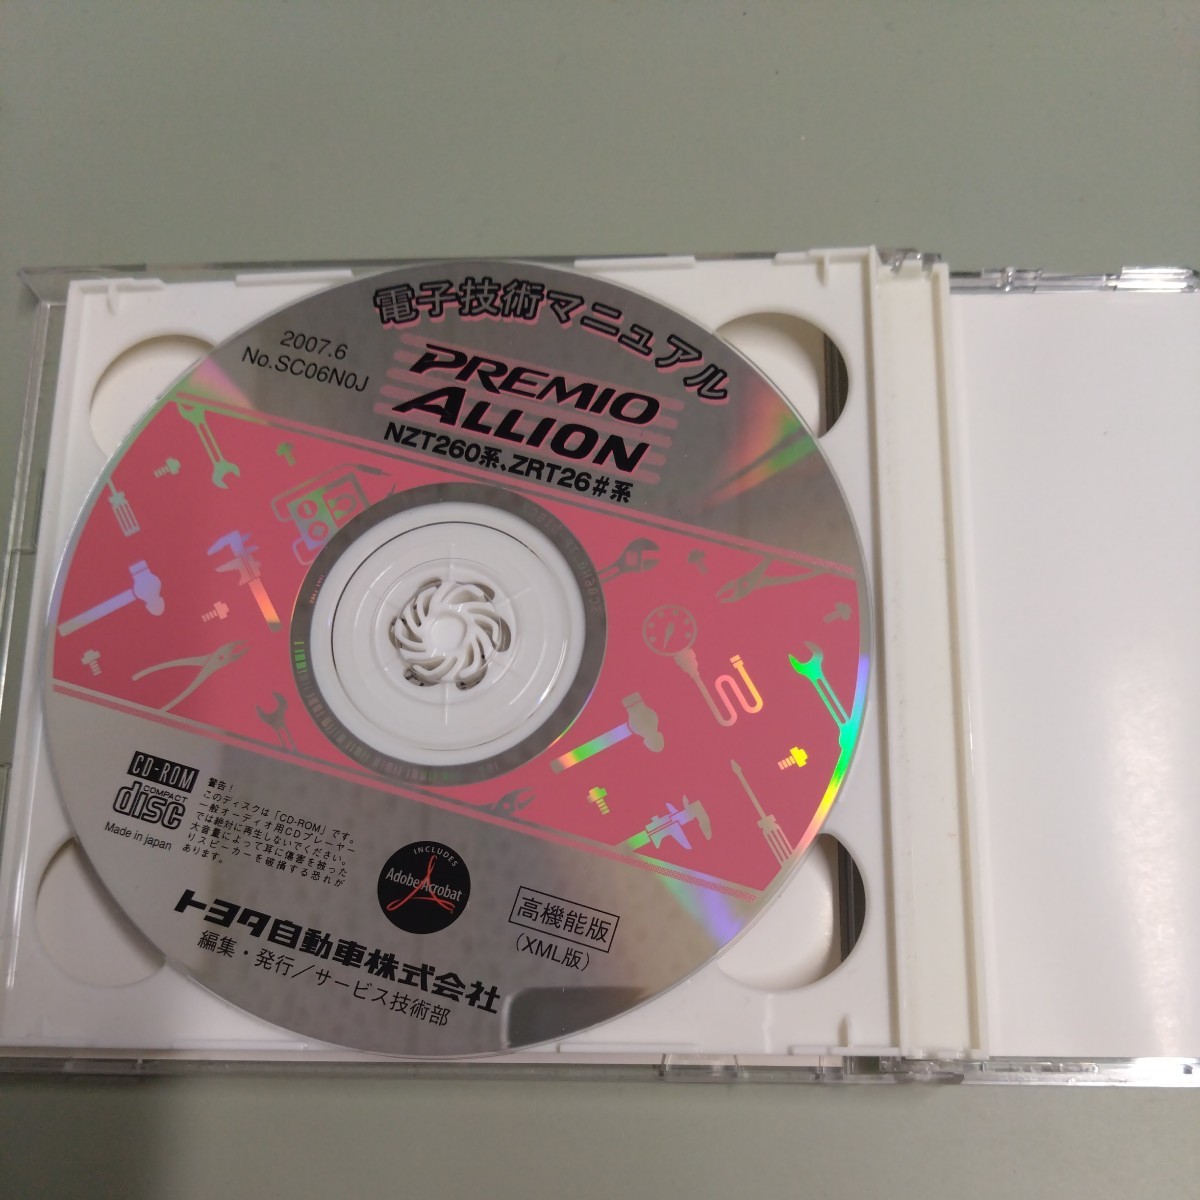 電子技術マニュアル
2007.6
No.SC06N0J
PREMIO
ALLION
NZT260系、ZRT26#系
CD-ROM
COMPACT
disc
Made in japan
警告!
このディスクは「CD-ROM」です。
一般オーディオ用CDプレーヤー
では絶対に再生しないでください。
大音量によって耳に傷害を被った
りスピーカーを破損する恐れが
あります。
INCLUDES
Adobe Acrobat
高機能版
(XML版)
トヨタ自動車株式会社
編集・発行/サービス技術部